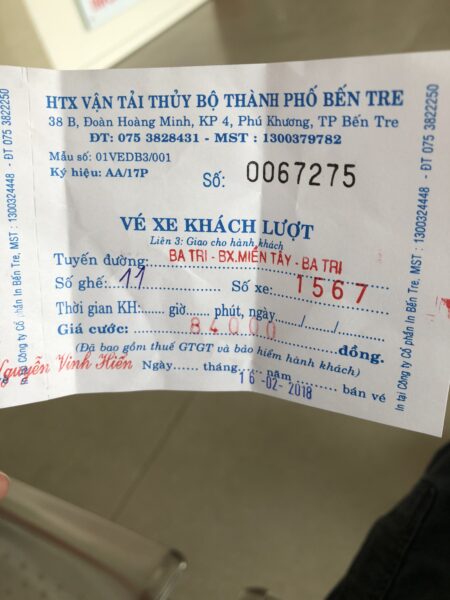 HTX VẬN TẢI THỦY BỘ THÀNH PHỐ BẾN TRE
38 B, Đoàn Hoàng Minh, KP 4, Phú Khương, TP Bến Tre
ĐT: 075 3828431 - MST : 1300379782
Mẫu số: 01VEDB3/001
Ký hiệu: AA/17P
Số: 0067275
VÉ XE KHÁCH LƯỢT
Liên 3: Giao cho hành khách
Tuyến đường: BA TRI - BX.MIỀN TÂY - BA TRI
Số ghế: 11 Số xe: 1567
Thời gian KH:...... giờ...... phút, ngày....../....../......
Giá cước: 84000 đồng.
(Đã bao gồm thuế GTGT và bảo hiểm hành khách)
Nguyễn Vinh Hiển Ngày...... tháng...... năm ...... bán vé
16-02-2018
In tại Công ty Cổ phần In Bến Tre, MST : 1300324448 - ĐT 075 3822250
In tại Công ty Cổ phần In Bến Tre, MST : 1300324448 - ĐT 075 3822250